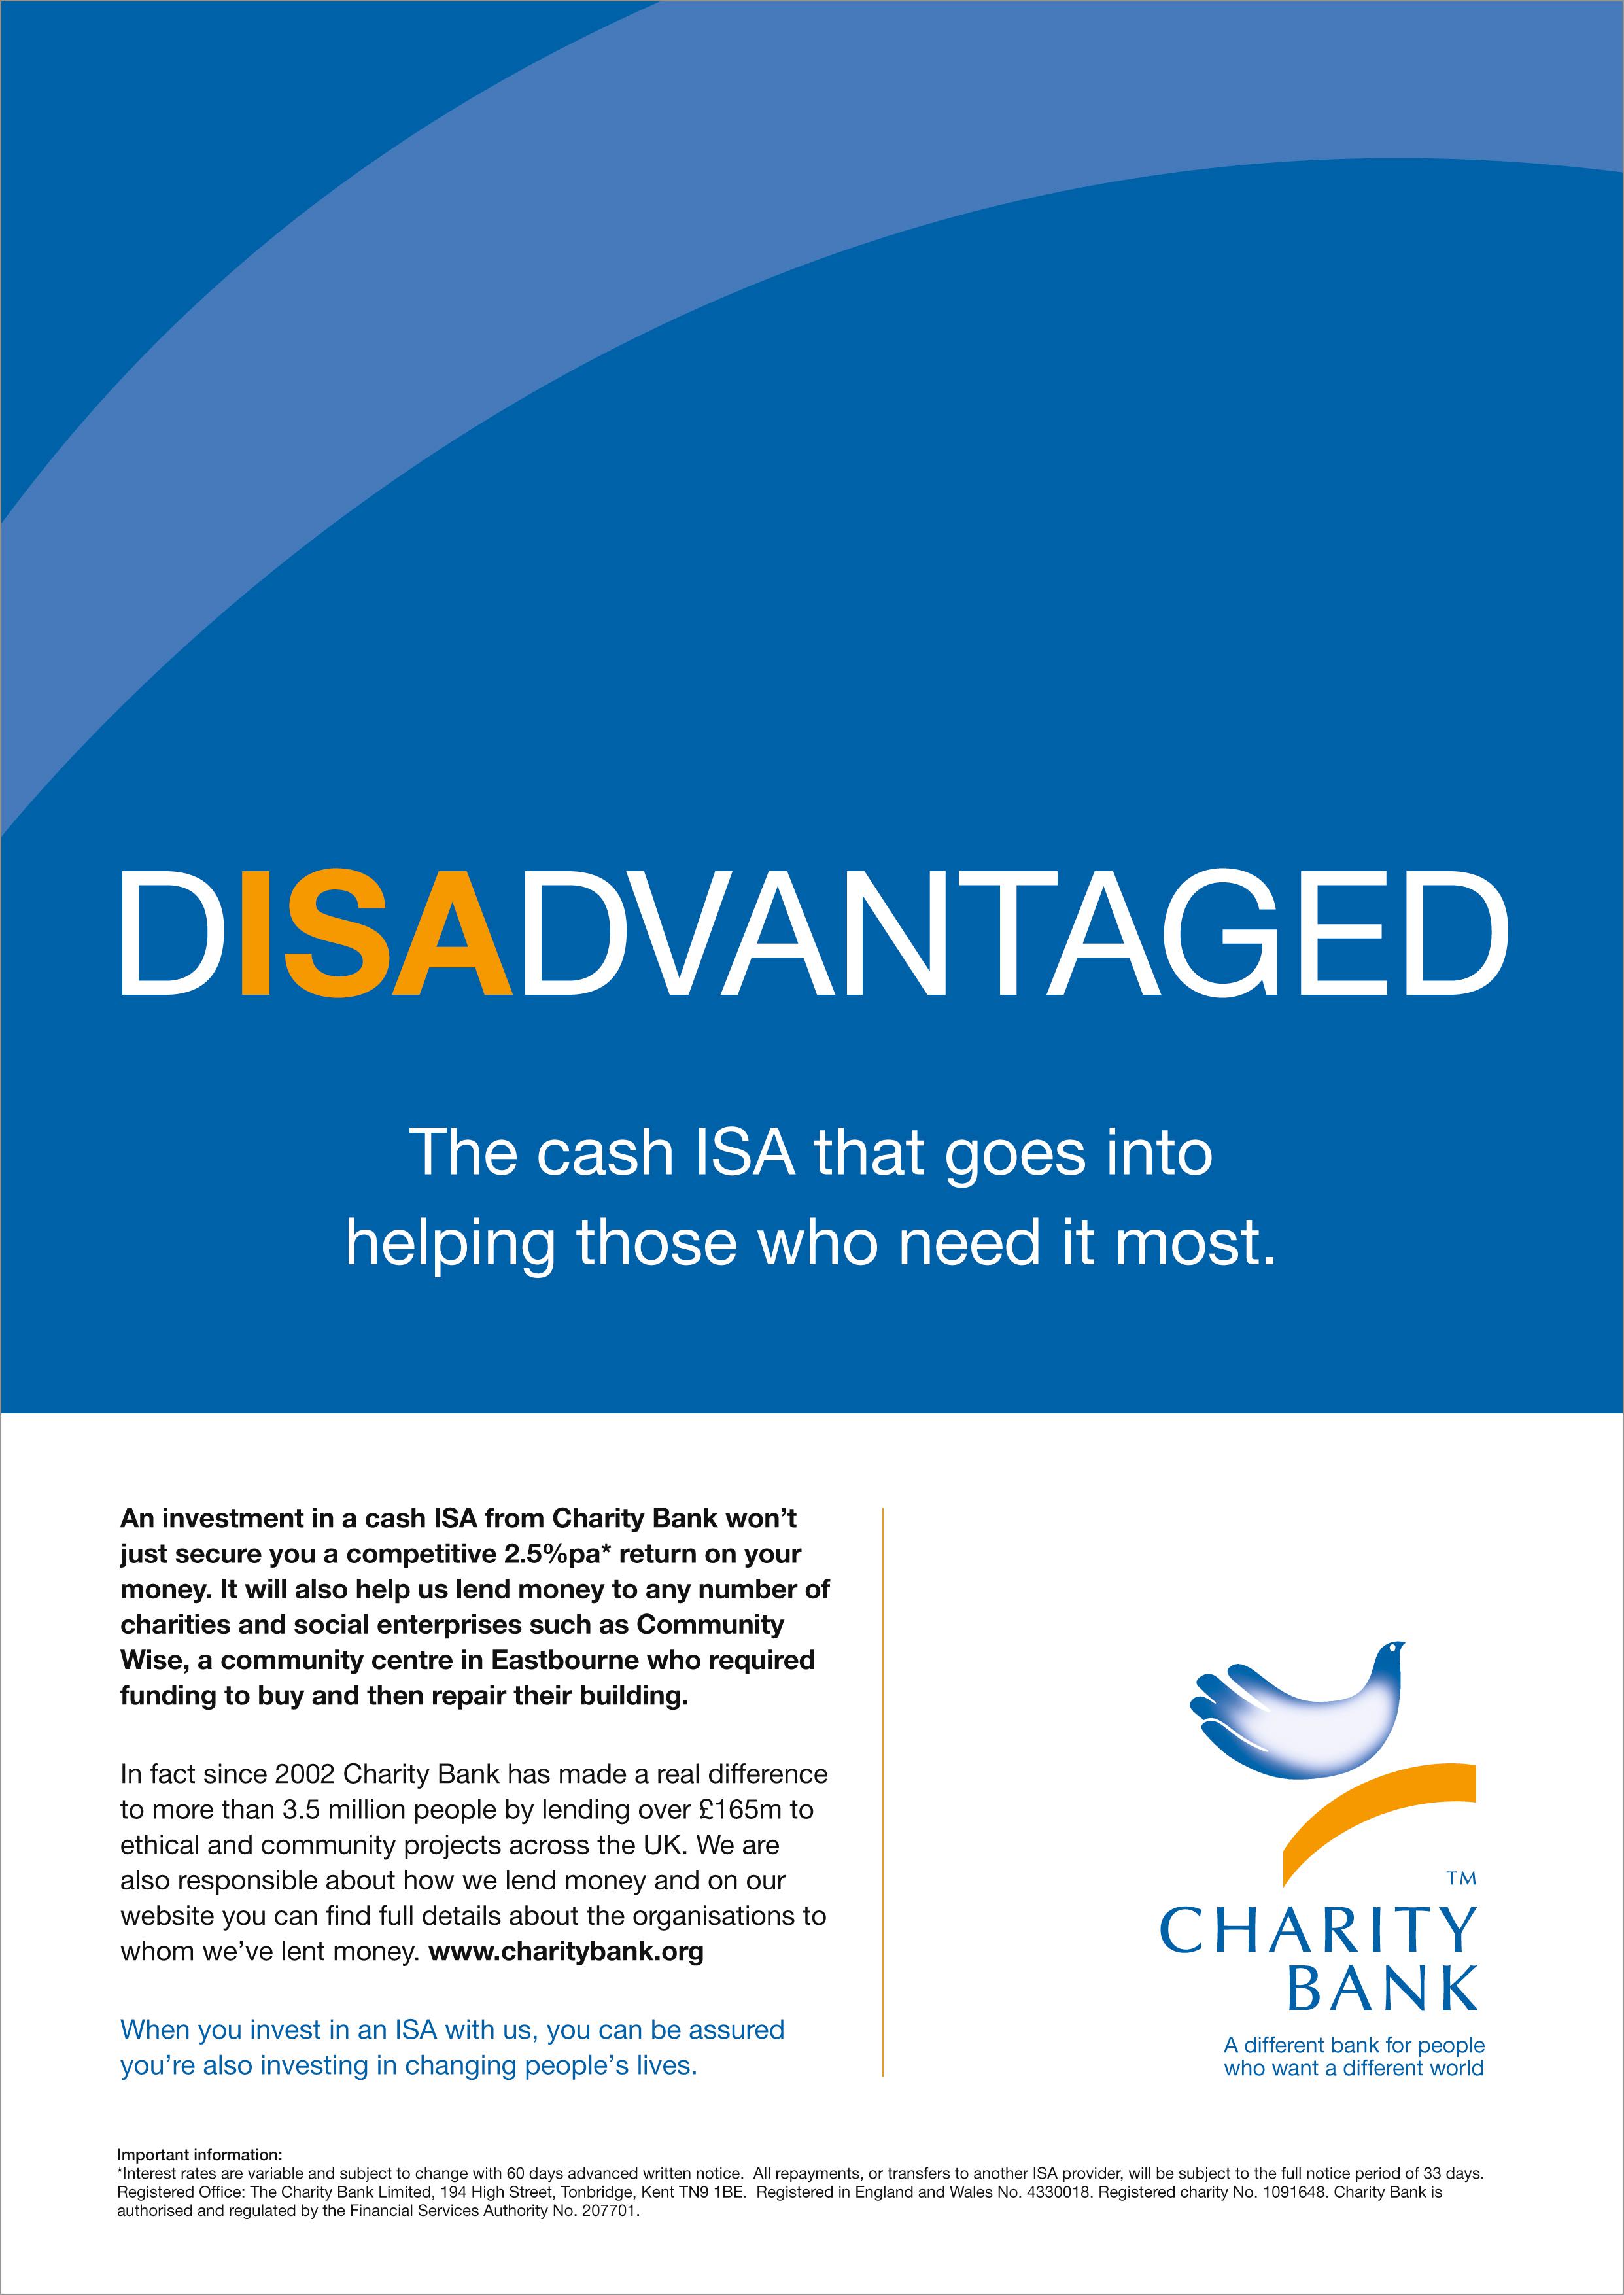 DISADVANTAGED
The cash ISA that goes into
helping those who need it most.
An investment in a cash ISA from Charity Bank won’t
just secure you a competitive 2.5%pa* return on your
money. It will also help us lend money to any number of
charities and social enterprises such as Community
Wise, a community centre in Eastbourne who required
funding to buy and then repair their building.
In fact since 2002 Charity Bank has made a real difference
to more than 3.5 million people by lending over £165m to
ethical and community projects across the UK. We are
also responsible about how we lend money and on our
website you can find full details about the organisations to
whom we’ve lent money. www.charitybank.org
When you invest in an ISA with us, you can be assured
you’re also investing in changing people’s lives.
TM
CHARITY
BANK
A different bank for people
who want a different world
Important information:
*Interest rates are variable and subject to change with 60 days advanced written notice.  All repayments, or transfers to another ISA provider, will be subject to the full notice period of 33 days.
Registered Office: The Charity Bank Limited, 194 High Street, Tonbridge, Kent TN9 1BE.  Registered in England and Wales No. 4330018. Registered charity No. 1091648. Charity Bank is
authorised and regulated by the Financial Services Authority No. 207701.